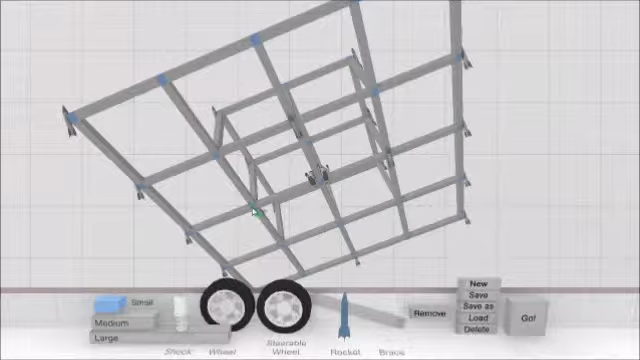 Small
Medium
Large
Shock
Wheel
Steerable
Wheel
Rocket
Brace
Remove
New
Save
Save as
Load
Delete
Go!